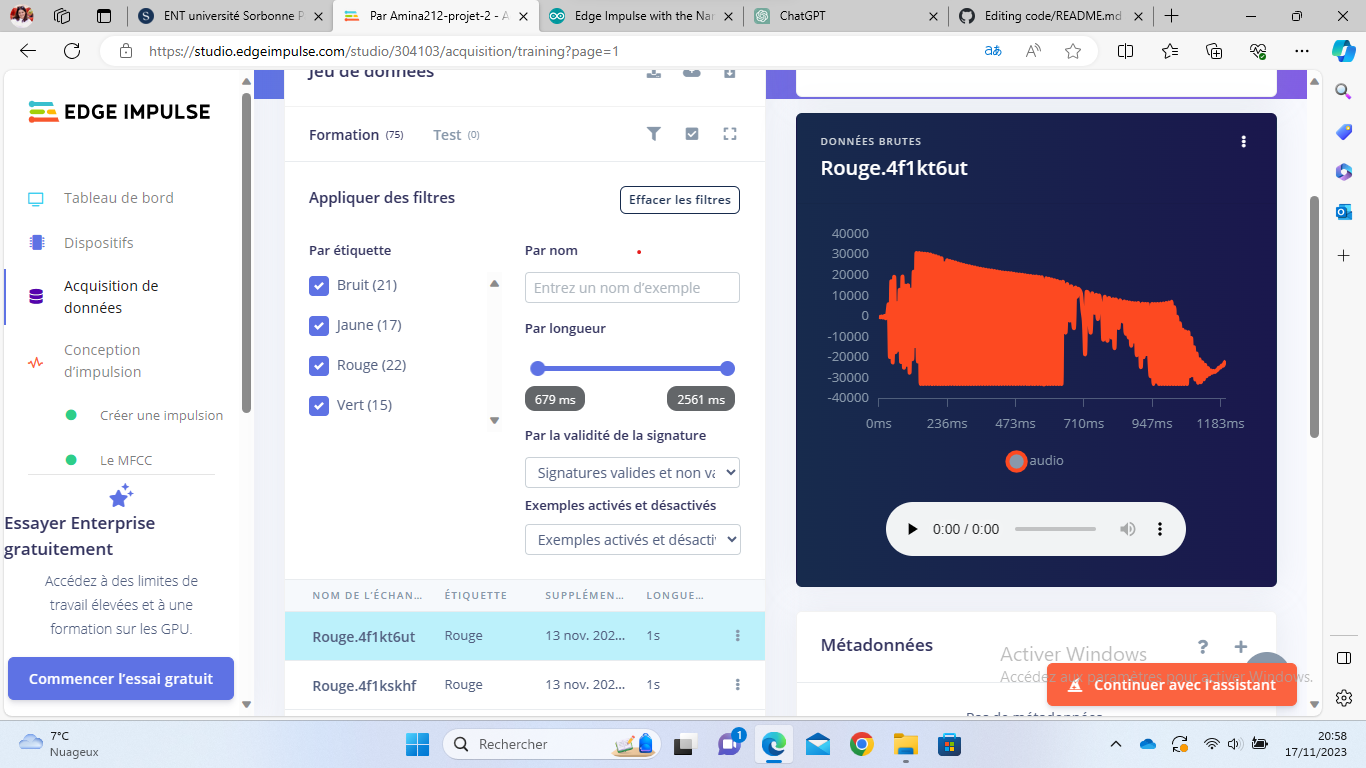 ENT université Sorbonne P
Par Amina212-projet-2 - A
Edge Impulse with the Nan
ChatGPT
Editing code/README.md
https://studio.edgeimpulse.com/studio/304103/acquisition/training?page=1
EDGE IMPULSE
Tableau de bord
Dispositifs
Acquisition de
données
Conception
d'impulsion
Créer une impulsion
Le MFCC
Essayer Enterprise
gratuitement
Accédez à des limites de
travail élevées et à une
formation sur les GPU.
Commencer l'essai gratuit
Jeu de données
Formation (75) Test (0)
Appliquer des filtres
Effacer les filtres
Par étiquette
Bruit (21)
Jaune (17)
Rouge (22)
Vert (15)
Par nom
Entrez un nom d'exemple
Par longueur
679 ms 2561 ms
Par la validité de la signature
Signatures valides et non va
Exemples activés et désactivés
Exemples activés et désacti
NOM DE L'ÉCHAN... ÉTIQUETTE SUPPLÉMEN... LONGUE...
Rouge.4f1kt6ut Rouge 13 nov. 202... 1s
Rouge.4f1kskhf Rouge 13 nov. 202... 1s
DONNÉES BRUTES
Rouge.4f1kt6ut
40000
30000
20000
10000
0
-10000
-20000
-30000
-40000
0ms 236ms 473ms 710ms 947ms 1183ms
audio
0:00 / 0:00
Métadonnées
Activer Windows
Accédez aux paramètres pour activer Windows.
Continuer avec l'assistant
Pas de métadonnées
7°C
Nuageux
Rechercher
1
20:58
17/11/2023